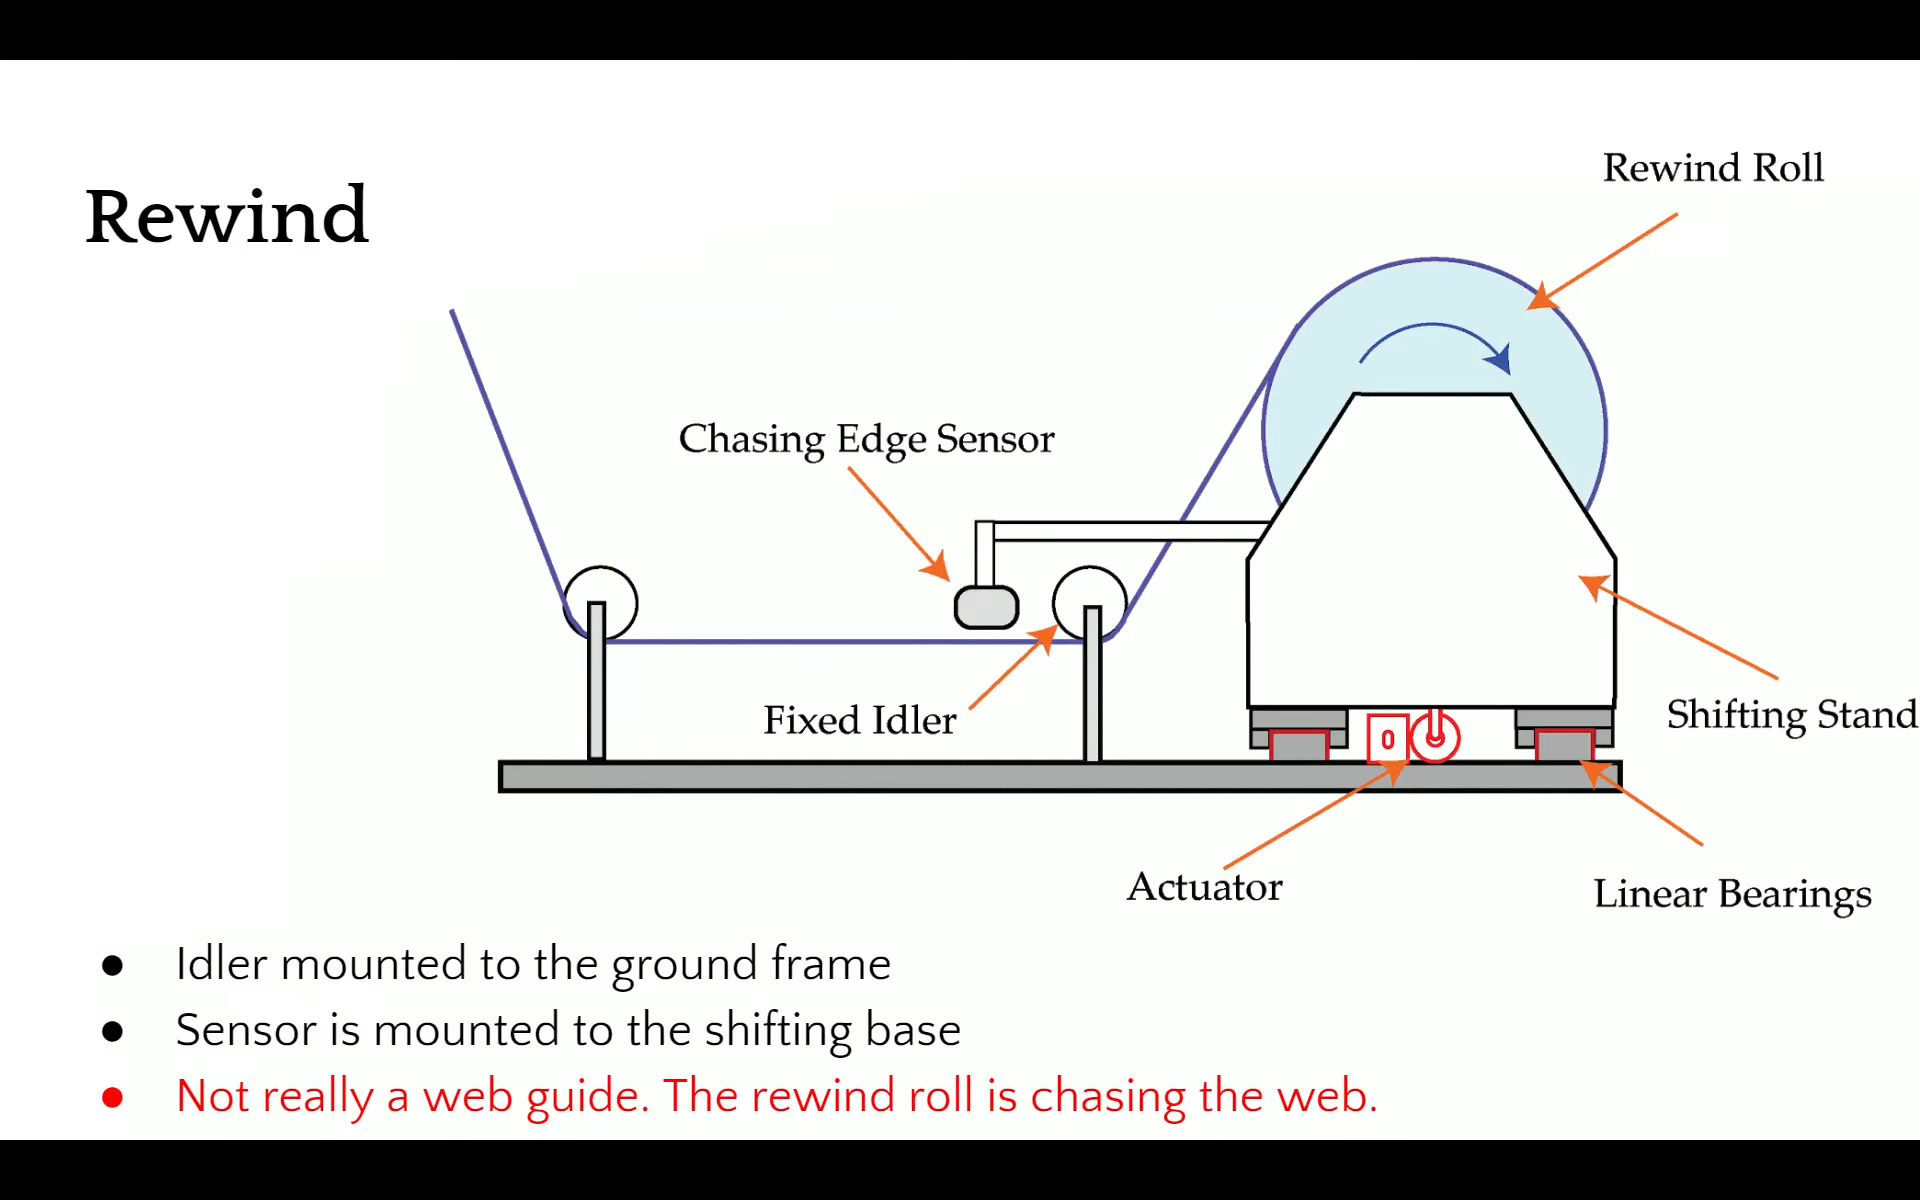 Rewind
Rewind Roll
Chasing Edge Sensor
Fixed Idler
Shifting Stand
0
Actuator
Linear Bearings
● Idler mounted to the ground frame
● Sensor is mounted to the shifting base
● Not really a web guide. The rewind roll is chasing the web.